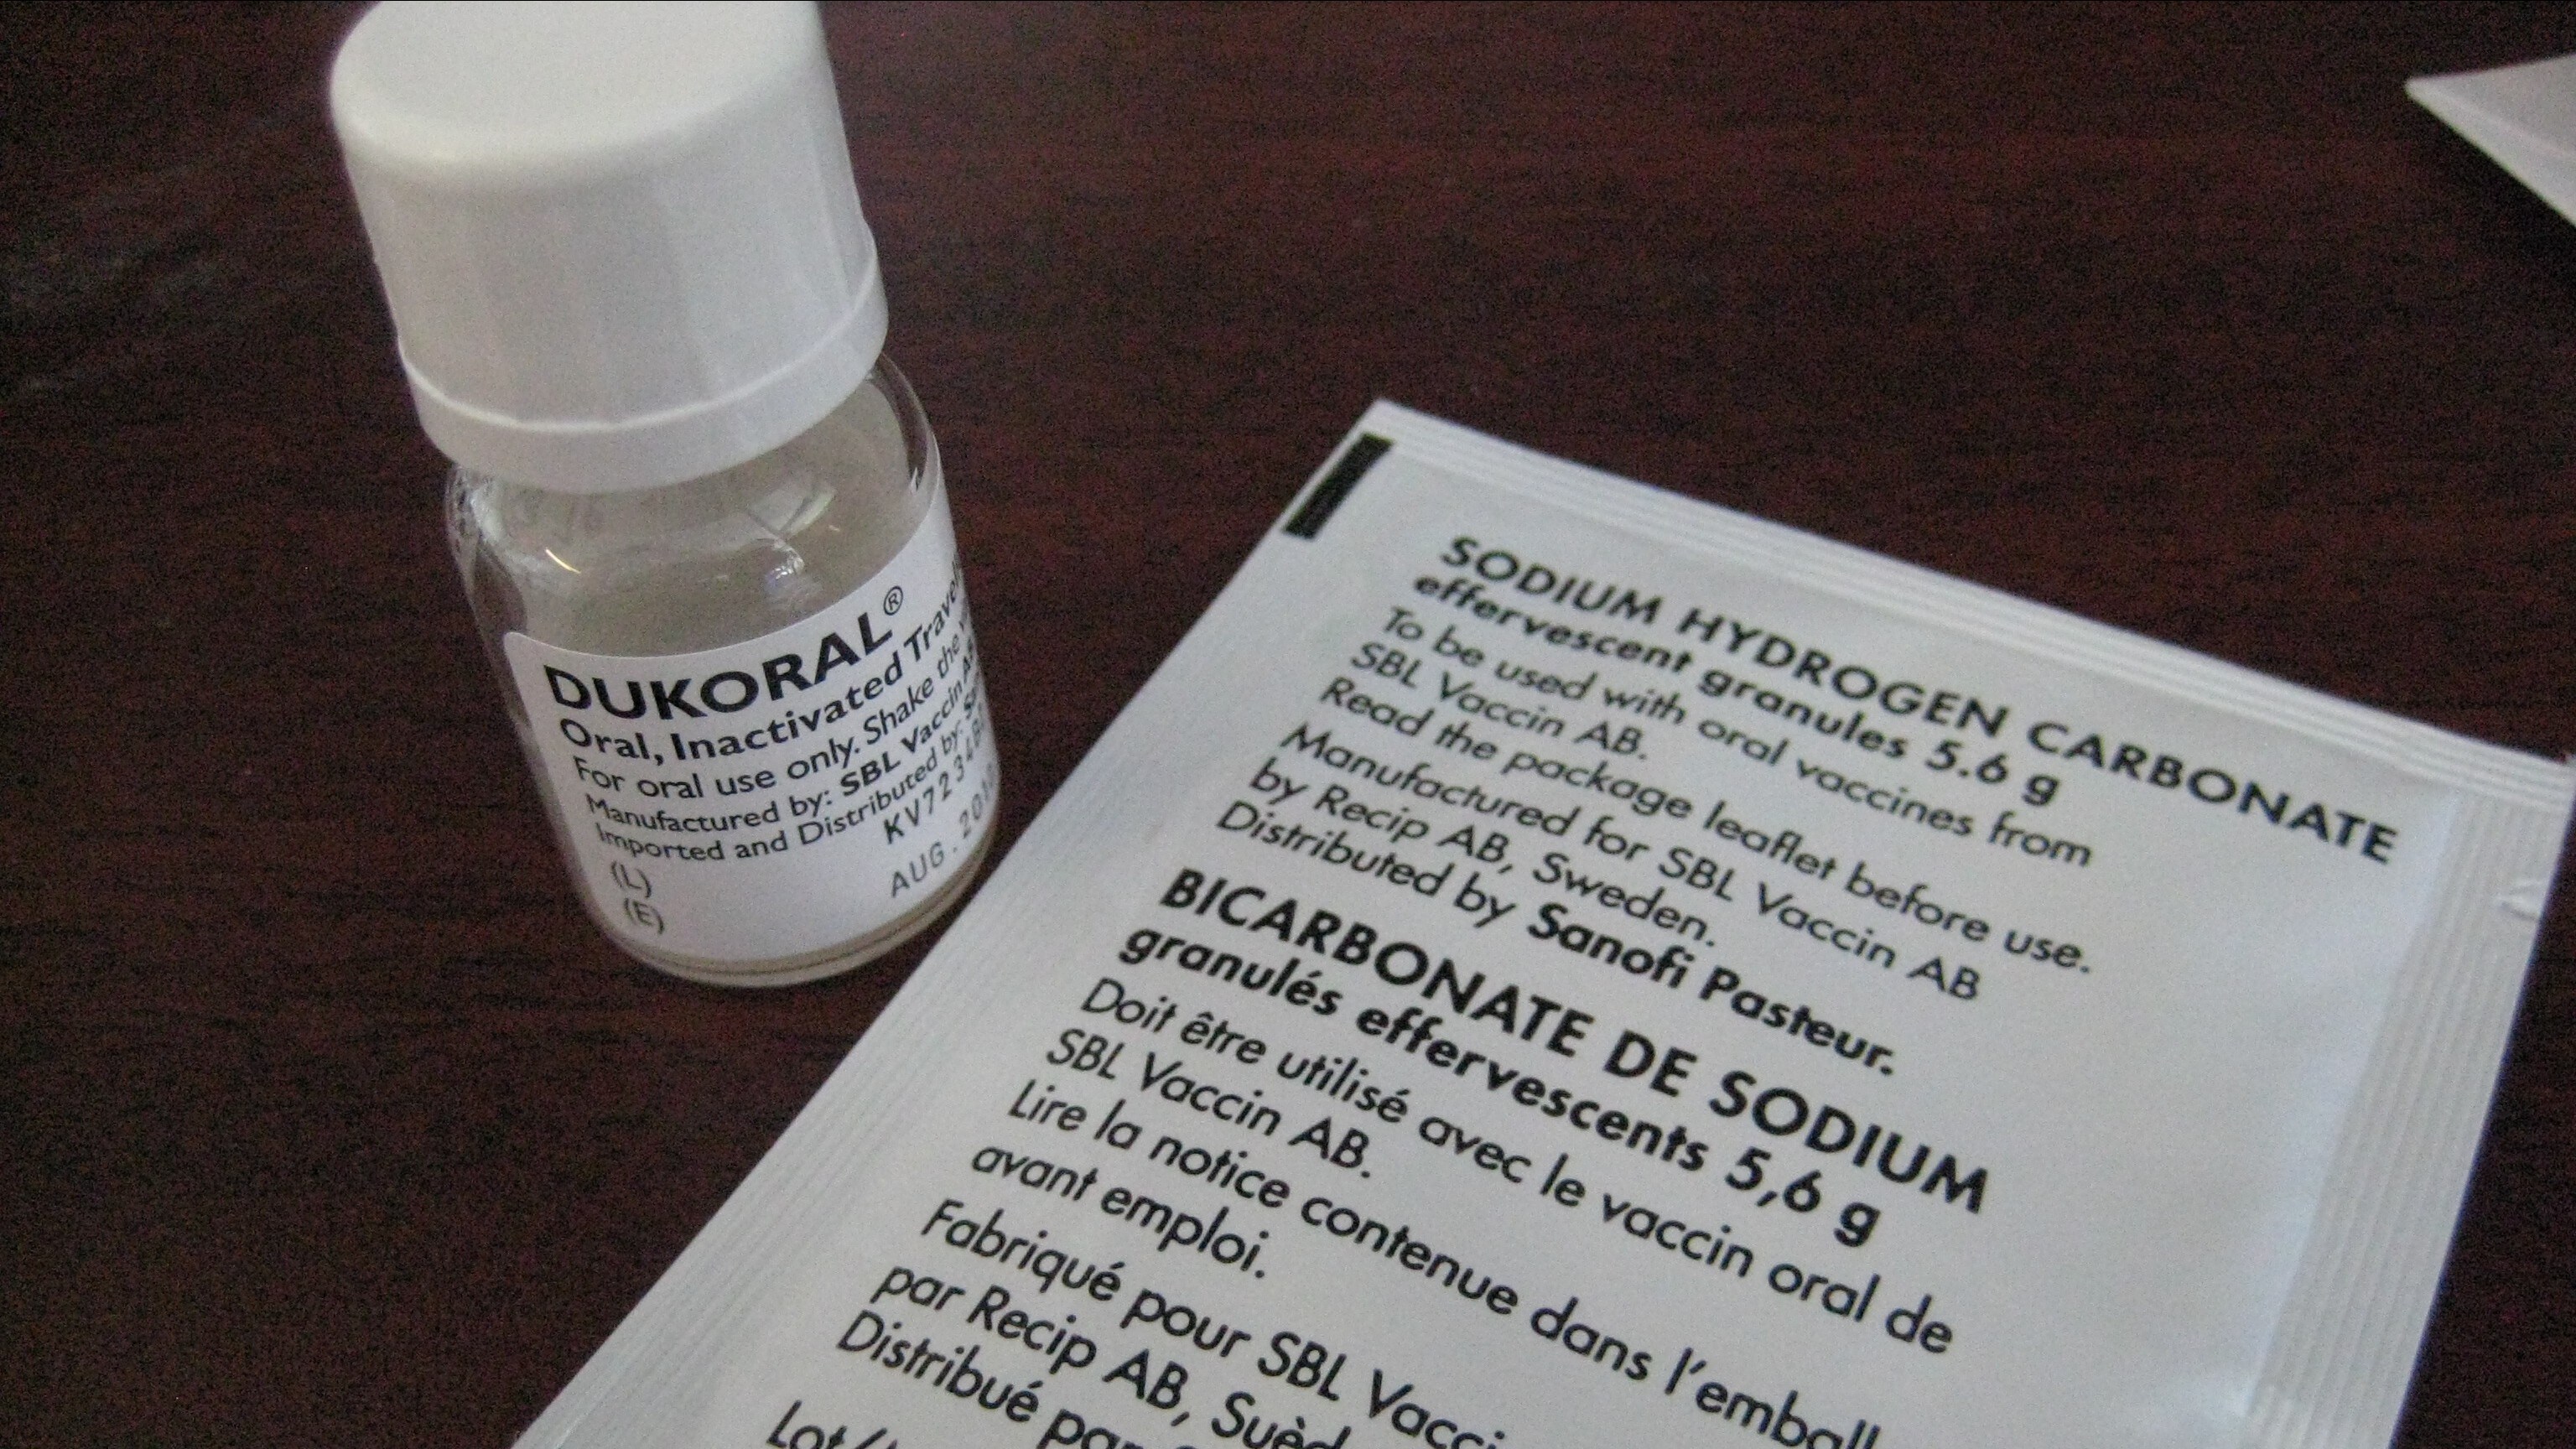 DUKORAL®
Oral, Inactivated
For oral use only. Shake the
Manufactured by: SBL Vaccin
Imported and Distributed by:
(L)
(E)
AUG.
SODIUM HYDROGEN CARBONATE
effervescent granules 5.6 g
To be used with oral vaccines from
SBL Vaccin AB.
Read the package leaflet before use.
Manufactured for SBL Vaccin AB
by Recip AB, Sweden.
Distributed by Sanofi Pasteur.
BICARBONATE DE SODIUM
granulés effervescents 5,6 g
Doit être utilisé avec le vaccin oral de
SBL Vaccin AB.
Lire la notice contenue dans
avant emploi.
Fabriqué pour SBL
par Recip AB,
Distribué